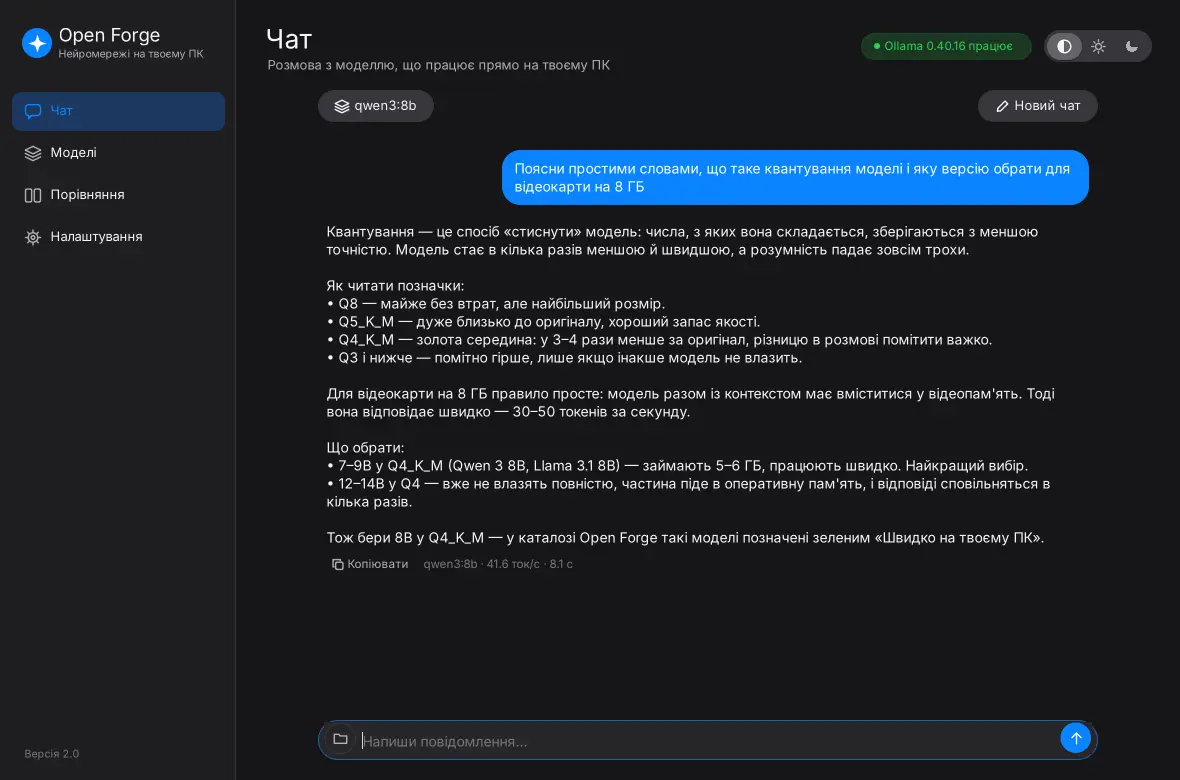 Open Forge
Нейромережі на твоєму ПК
Чат
Моделі
Порівняння
Налаштування
Версія 2.0
Чат
Розмова з моделлю, що працює прямо на твоєму ПК
Ollama 0.40.16 працює
qwen3:8b
Новий чат
Поясни простими словами, що таке квантування моделі і яку версію обрати для
відеокарти на 8 ГБ
Квантування — це спосіб «стиснути» модель: числа, з яких вона складається, зберігаються з меншою
точністю. Модель стає в кілька разів меншою й швидшою, а розумність падає зовсім трохи.
Як читати позначки:
• Q8 — майже без втрат, але найбільший розмір.
• Q5_K_M — дуже близько до оригіналу, хороший запас якості.
• Q4_K_M — золота середина: у 3–4 рази менше за оригінал, різницю в розмові помітити важко.
• Q3 і нижче — помітно гірше, лише якщо інакше модель не влазить.
Для відеокарти на 8 ГБ правило просте: модель разом із контекстом має вміститися у відеопам'ять. Тоді
вона відповідає швидко — 30–50 токенів за секунду.
Що обрати:
• 7–9B у Q4_K_M (Qwen 3 8B, Llama 3.1 8B) — займають 5–6 ГБ, працюють швидко. Найкращий вибір.
• 12–14B у Q4 — вже не влазять повністю, частина піде в оперативну пам'ять, і відповіді сповільняться в
кілька разів.
Тож бери 8B у Q4_K_M — у каталозі Open Forge такі моделі позначені зеленим «Швидко на твоєму ПК».
Копіювати
qwen3:8b · 41.6 ток/с · 8.1 с
Напиши повідомлення...